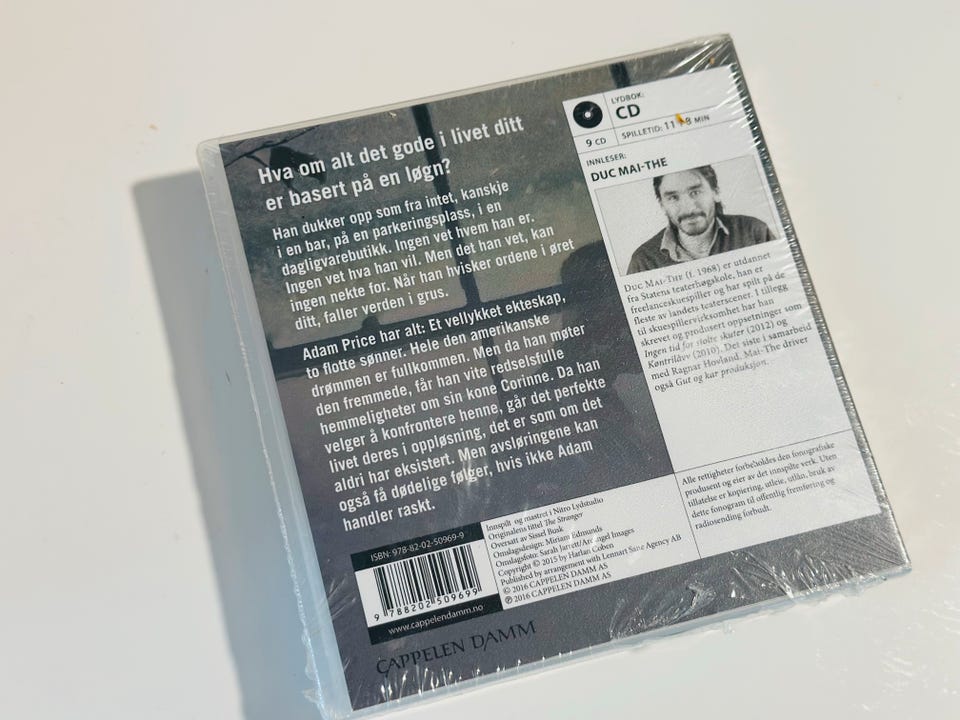 Hva om alt det gode i livet ditt
er basert på en løgn?
Han dukker opp som fra intet, kanskje
i en bar, på en parkeringsplass, i en
dagligvarebutikk. Ingen vet hvem han er.
Ingen vet hva han vil. Men det han vet, kan
ingen nekte for. Når han hvisker ordene i øret
ditt, faller verden i grus.
Adam Price har alt: Et vellykket ekteskap,
to flotte sønner. Hele den amerikanske
drømmen er fullkommen. Men da han møter
den fremmede, får han vite redselsfulle
hemmeligheter om sin kone Corinne. Da han
velger å konfrontere henne, går det perfekte
livet deres i oppløsning, det er som om det
aldri har eksistert. Men avsløringene kan
også få dødelige følger, hvis ikke Adam
handler raskt.
LYDBOK:
CD
9 CD
SPILLETID: 11 MIN
INNLESER:
DUC MAI-THE
DUC MAI-THE (f. 1968) er utdannet
fra Statens teaterhøgskole, han er
freelanceskuespiller og har spilt på de
fleste av landets teaterscener. I tillegg
til skuespillervirksomhet har han
skrevet og produsert oppsetninger som
Ingen tid for stolte skuter (2012) og
(2010). Det siste i samarbeid
med Ragnar Hovland. Mai-The driver
også Gut og kar produksjon.
Alle rettigheter forbeholdes den fonografiske
produsent og eier av det innspilte verk. Uten
tillatelse er kopiering, utleie, utlån, bruk av
dette fonogram til offentlig fremføring og
radiosending forbudt.
ISBN: 978-82-02-50969-9
9 788202 509699
www.cappelendamm.no
Innspilt og mastret i Nitro Lydstudio
Originalens tittel The Stranger
Oversatt av Sissel Busk
Omslagsdesign: Miriam Edmunds
Omslagsfoto: Sarah Jarrett/Arcangel Images
Copyright © 2015 by Harlan Coben
Published by arrangement with Lennart Sane Agency AB
© 2016 CAPPELEN DAMM AS
℗ 2016 CAPPELEN DAMM AS
CAPPELEN DAMM